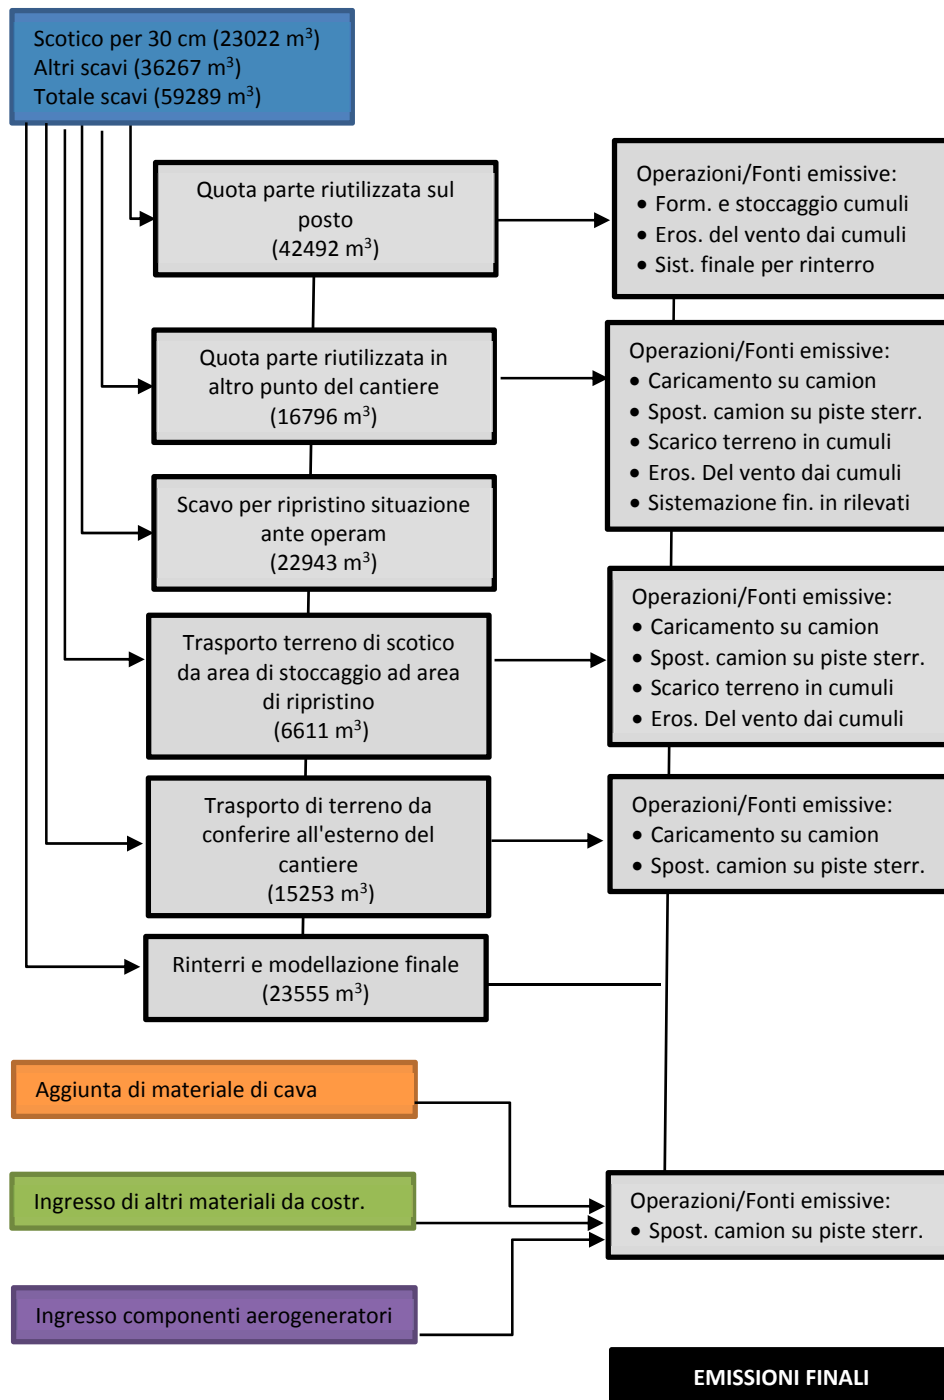 Scotico per 30 cm (23022 m³)
Altri scavi (36267 m³)
Totale scavi (59289 m³)
Quota parte riutilizzata sul
posto
(42492 m³)
Operazioni/Fonti emissive:
• Form. e stoccaggio cumuli
• Eros. del vento dai cumuli
• Sist. finale per rinterro
Quota parte riutilizzata in
altro punto del cantiere
(16796 m³)
Operazioni/Fonti emissive:
• Caricamento su camion
• Spost. camion su piste sterr.
• Scarico terreno in cumuli
• Eros. Del vento dai cumuli
• Sistemazione fin. in rilevati
Scavo per ripristino situazione
ante operam
(22943 m³)
Trasporto terreno di scotico
da area di stoccaggio ad area
di ripristino
(6611 m³)
Operazioni/Fonti emissive:
• Caricamento su camion
• Spost. camion su piste sterr.
• Scarico terreno in cumuli
• Eros. Del vento dai cumuli
Trasporto di terreno da
conferire all'esterno del
cantiere
(15253 m³)
Operazioni/Fonti emissive:
• Caricamento su camion
• Spost. camion su piste sterr.
Rinterri e modellazione finale
(23555 m³)
Aggiunta di materiale di cava
Ingresso di altri materiali da costr.
Operazioni/Fonti emissive:
• Spost. camion su piste sterr.
Ingresso componenti aerogeneratori
EMISSIONI FINALI